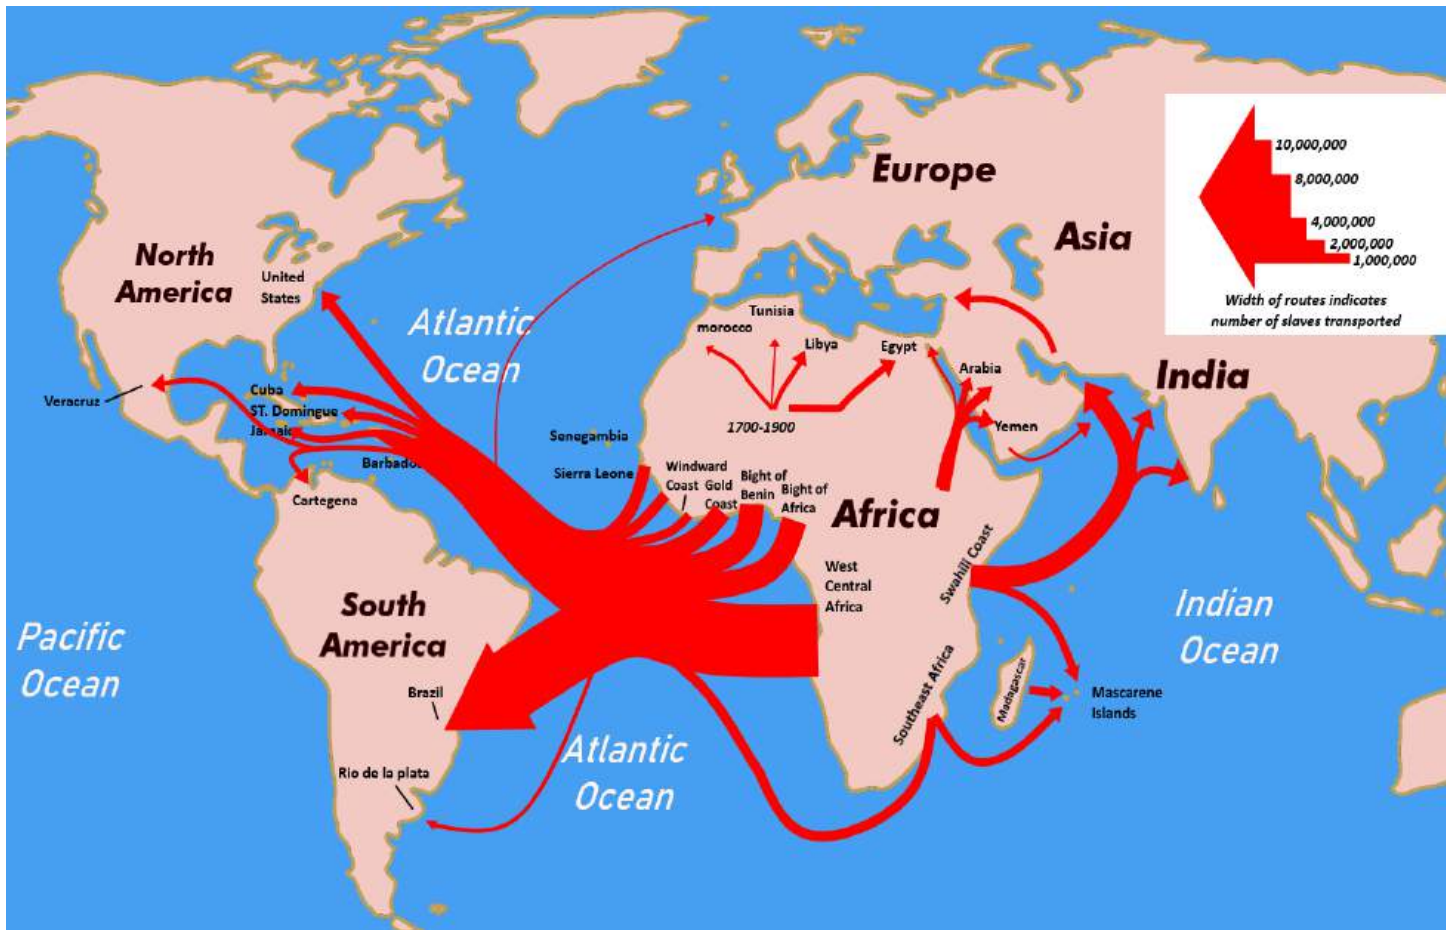 Europe
Asia
India
Africa
North
America
South
America
Atlantic
Ocean
Atlantic
Ocean
Pacific
Ocean
Indian
Ocean
10,000,000
8,000,000
4,000,000
2,000,000
1,000,000
Width of routes indicates
number of slaves transported
United
States
Veracruz
Cuba
ST. Domingue
Jamaic
Barbados
Cartegena
Brazil
Rio de la plata
morocco
Tunisia
Libya
Egypt
1700-1900
Arabia
Yemen
Senegambia
Sierra Leone
Windward
Coast
Gold
Coast
Bight of
Benin
Bight of
Africa
West
Central
Africa
Swahili Coast
Southeast Africa
Madagascar
Mascarene
Islands